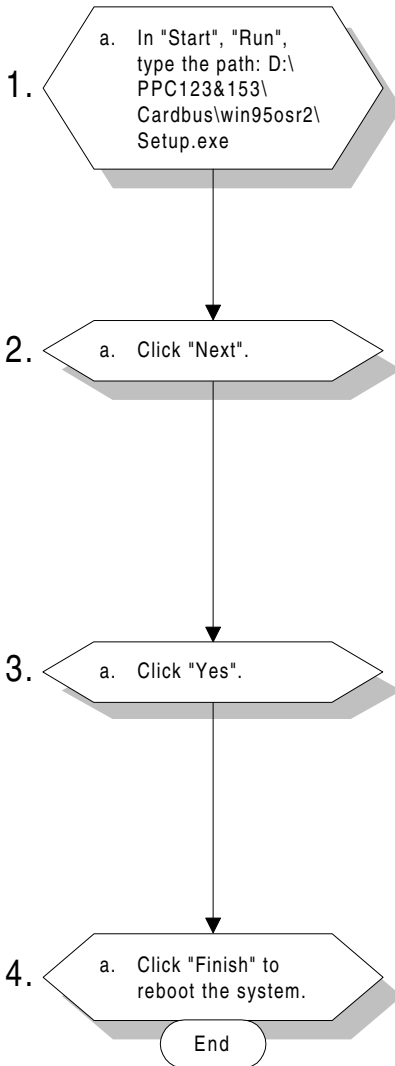 1.
a. In "Start", "Run",
type the path: D:\
PPC123&153\
Cardbus\win95osr2\
Setup.exe
2.
a. Click "Next".
3.
a. Click "Yes".
4.
a. Click "Finish" to
reboot the system.
End